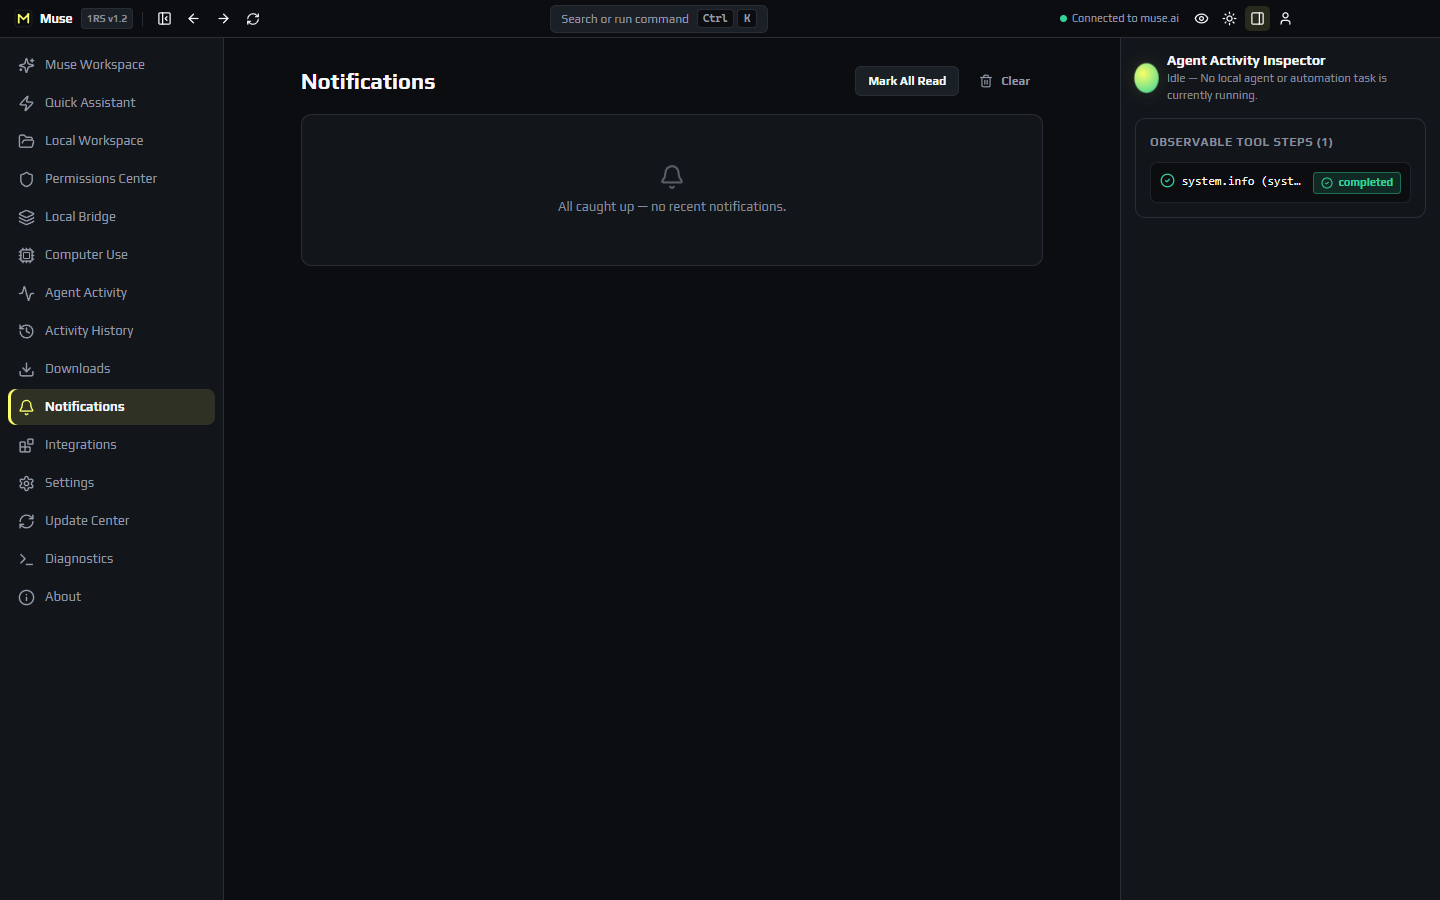 Muse
1RS v1.2
Search or run command Ctrl K
Connected to muse.ai
Muse Workspace
Quick Assistant
Local Workspace
Permissions Center
Local Bridge
Computer Use
Agent Activity
Activity History
Downloads
Notifications
Integrations
Settings
Update Center
Diagnostics
About
Notifications
Mark All Read
Clear
All caught up — no recent notifications.
Agent Activity Inspector
Idle — No local agent or automation task is
currently running.
OBSERVABLE TOOL STEPS (1)
system.info (syst…
completed